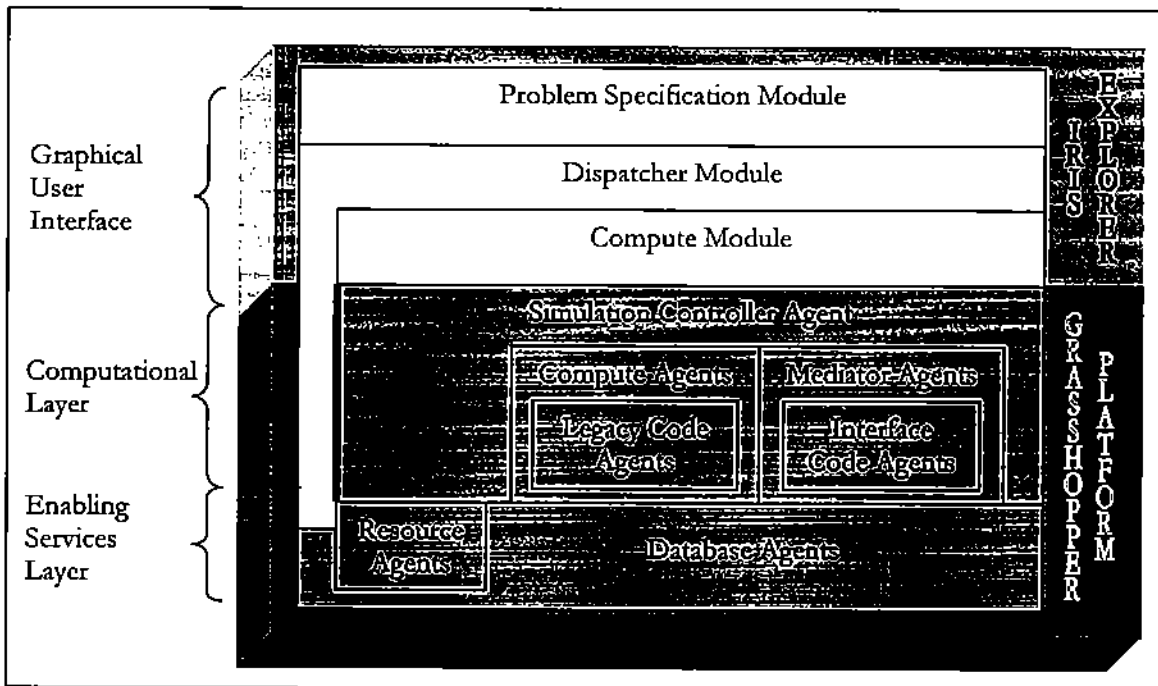 Problem Specification Module
Dispatcher Module
Compute Module
Simulation Controller Agent
Compute Agents
Mediator Agents
Legacy Code
Agents
Interface
Code Agents
Resource
Agents
Database Agents
Graphical
User
Interface
Computational
Layer
Enabling
Services
Layer
IRIS
EXPLORER
GRASSHOPPER
PLATFORM